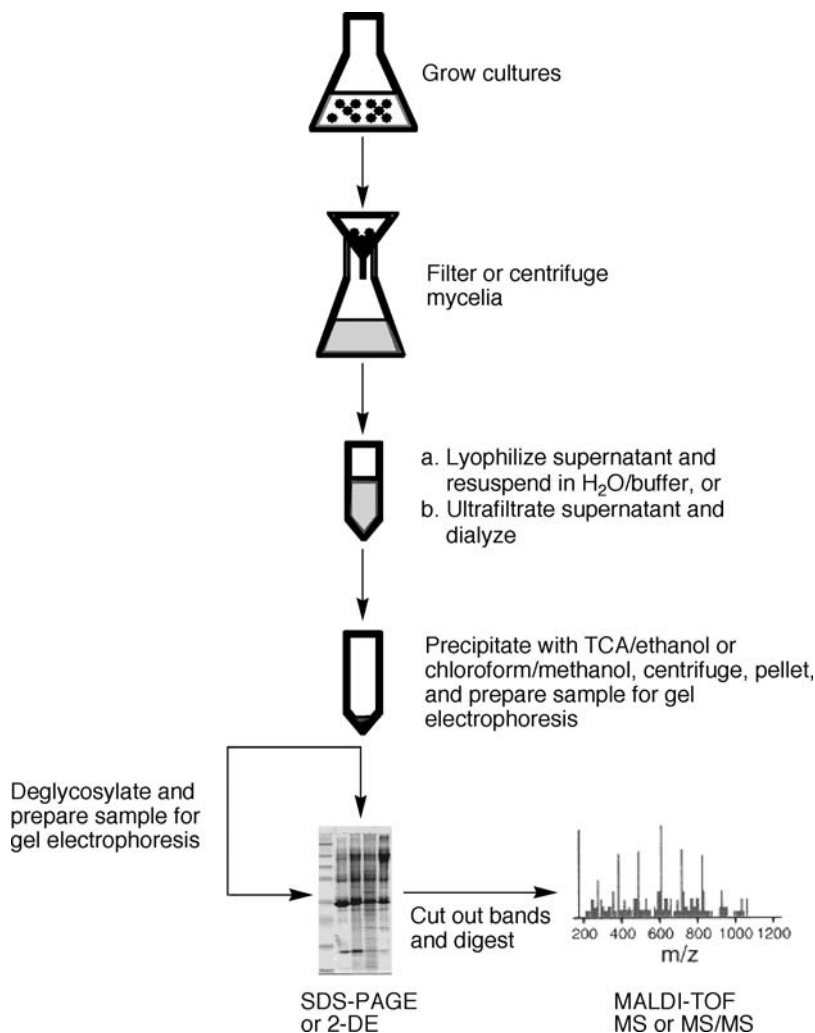 Grow cultures
Filter or centrifuge
mycelia
a. Lyophilize supernatant and
resuspend in H₂O/buffer, or
b. Ultrafiltrate supernatant and
dialyze
Precipitate with TCA/ethanol or
chloroform/methanol, centrifuge, pellet,
and prepare sample for gel
electrophoresis
Deglycosylate and
prepare sample for
gel electrophoresis
Cut out bands
and digest
200 400 600 800 1000 1200
m/z
SDS-PAGE
or 2-DE
MALDI-TOF
MS or MS/MS